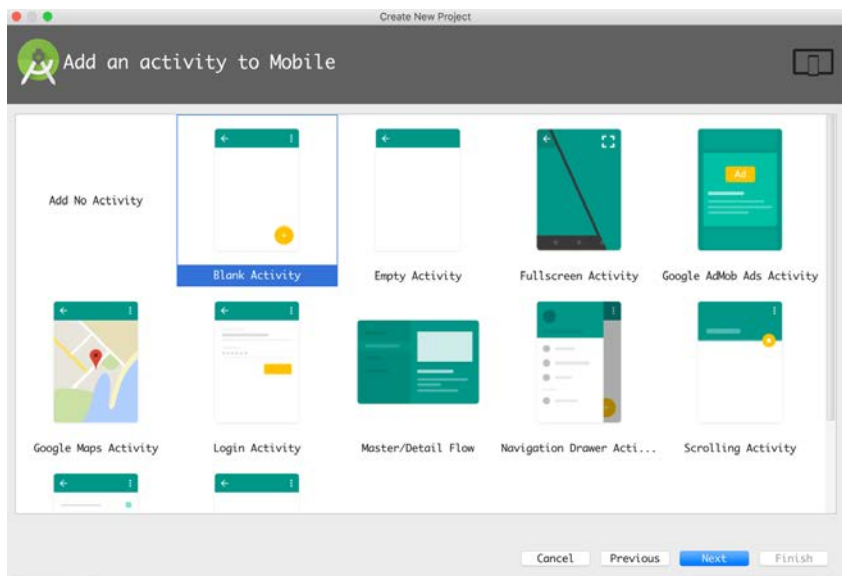 Create New Project
Add an activity to Mobile
Add No Activity
Blank Activity
Empty Activity
Fullscreen Activity
Ad
Google AdMob Ads Activity
Google Maps Activity
Login Activity
Master/Detail Flow
Navigation Drawer Acti...
Scrolling Activity
Cancel
Previous
Next
Finish